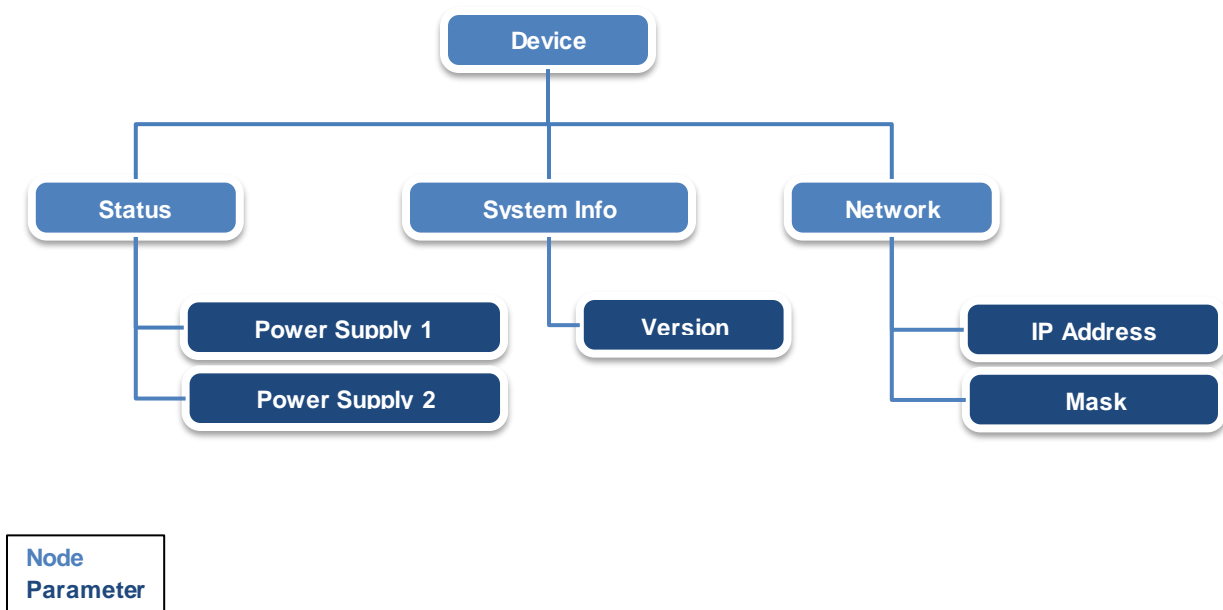 Device
Status
System Info
Network
Power Supply 1
Version
IP Address
Power Supply 2
Mask
Node
Parameter